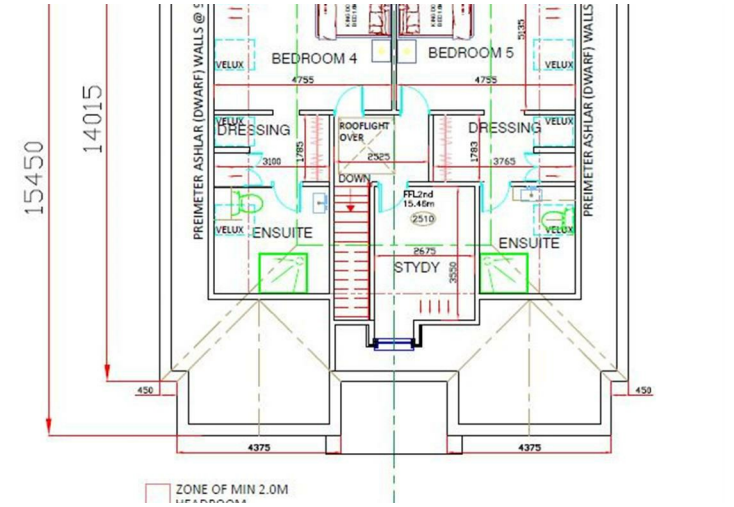 PREIMETER ASHLAR (DWARF) WALLS @ 9
PREIMETER ASHLAR (DWARF) WALLS
14015
15450
5135
BEDROOM 4
BEDROOM 5
VELUX
VELUX
4755
4755
VELUX
DRESSING
ROOFLIGHT
OVER
DRESSING
VELUX
3100
1785
2525
1783
3765
DOWN
FFL2nd
15.46m
2510
VELUX
ENSUITE
ENSUITE
VELUX
2675
STYDY
3550
450
450
4375
4375
ZONE OF MIN 2.0M
HEADROOM